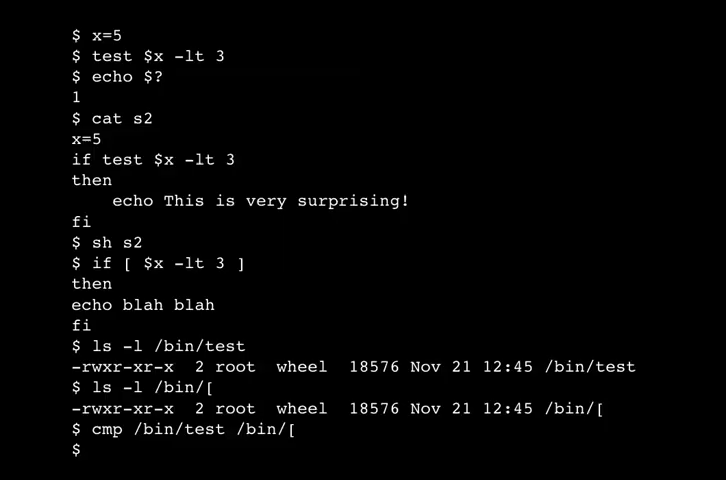 $ x=5
$ test $x -lt 3
$ echo $?
1
$ cat s2
x=5
if test $x -lt 3
then
    echo This is very surprising!
fi
$ sh s2
$ if [ $x -lt 3 ]
then
echo blah blah
fi
$ ls -l /bin/test
-rwxr-xr-x  2 root  wheel  18576 Nov 21 12:45 /bin/test
$ ls -l /bin/[
-rwxr-xr-x  2 root  wheel  18576 Nov 21 12:45 /bin/[
$ cmp /bin/test /bin/[
$